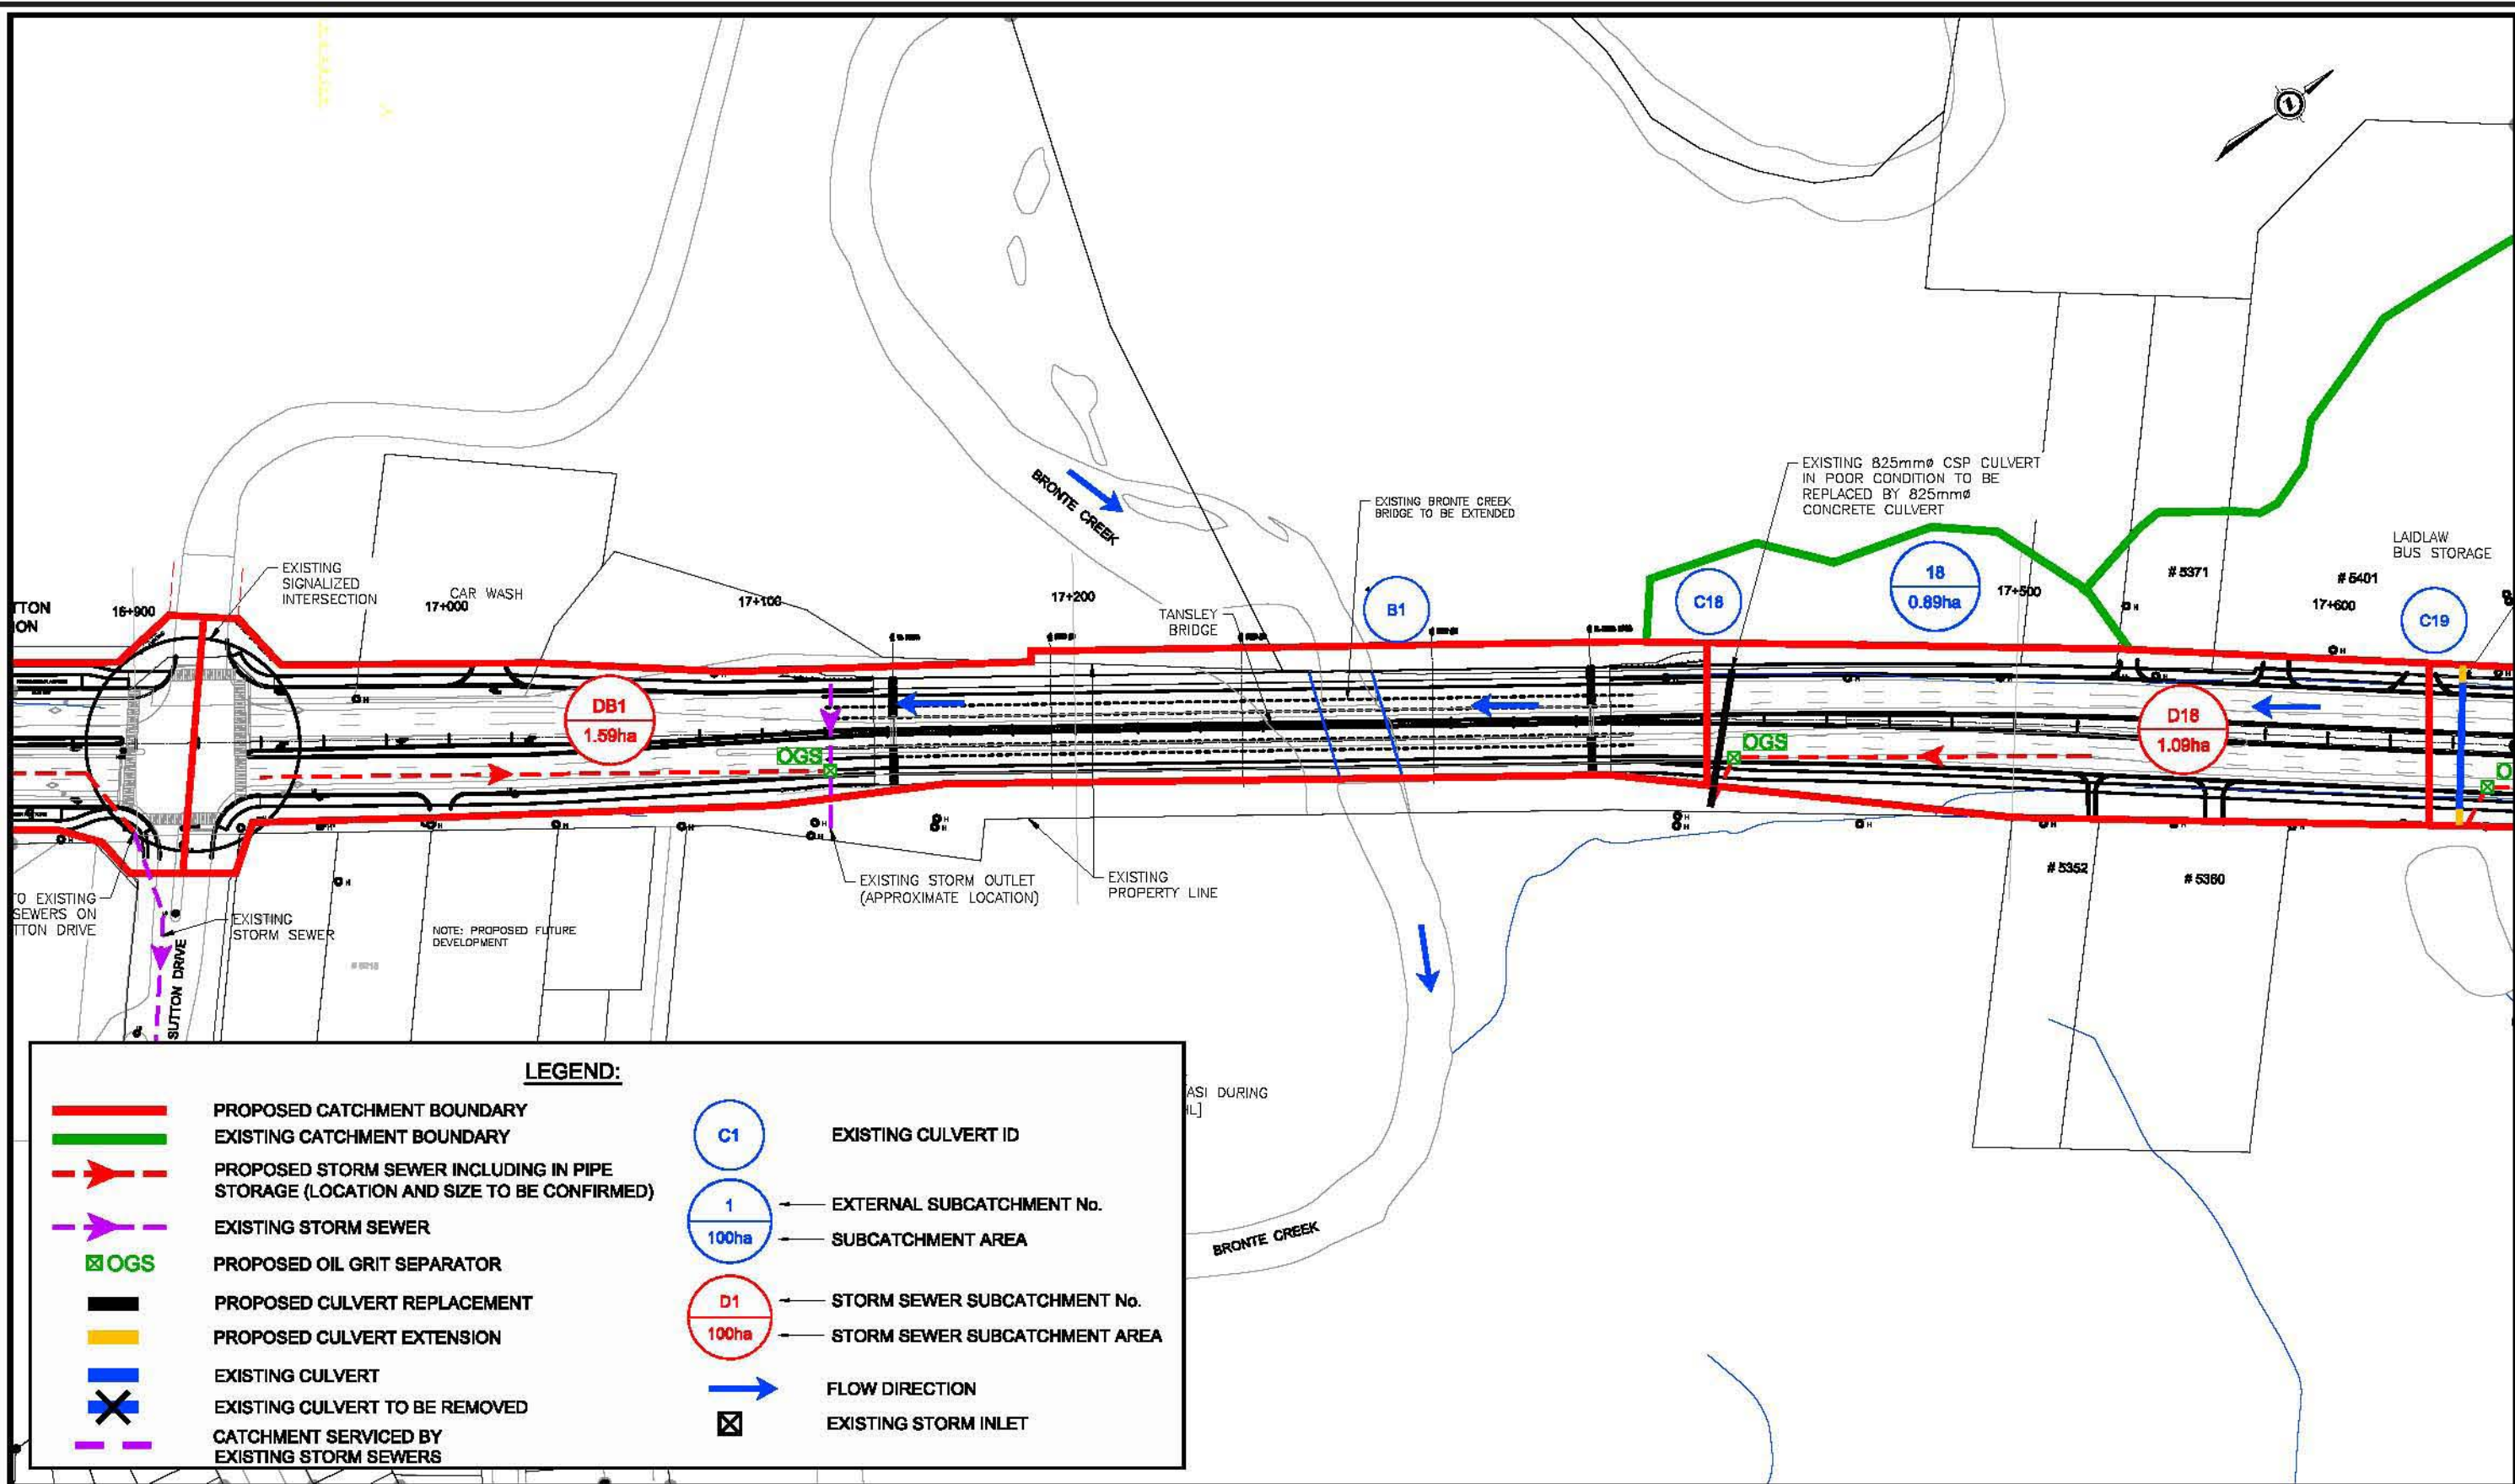 BRONTE CREEK
EXISTING 825mmø CSP CULVERT
IN POOR CONDITION TO BE
REPLACED BY 825mmø
CONCRETE CULVERT
EXISTING BRONTE CREEK
BRIDGE TO BE EXTENDED
LAIDLAW
BUS STORAGE
EXISTING
SIGNALIZED
INTERSECTION
CAR WASH
TTON
ION
16+900
17+000
17+100
17+200
TANSLEY
BRIDGE
B1
C18
18
0.89ha
17+500
# 5371
# 5401
17+600
C19
DB1
1.59ha
OGS
OGS
D18
1.09ha
O
TO EXISTING
SEWERS ON
TTON DRIVE
EXISTING
STORM SEWER
SUTTON DRIVE
NOTE: PROPOSED FUTURE
DEVELOPMENT
EXISTING STORM OUTLET
(APPROXIMATE LOCATION)
EXISTING
PROPERTY LINE
# 5352
# 5360
LEGEND:
PROPOSED CATCHMENT BOUNDARY
EXISTING CATCHMENT BOUNDARY
PROPOSED STORM SEWER INCLUDING IN PIPE
STORAGE (LOCATION AND SIZE TO BE CONFIRMED)
EXISTING STORM SEWER
OGS
PROPOSED OIL GRIT SEPARATOR
PROPOSED CULVERT REPLACEMENT
PROPOSED CULVERT EXTENSION
EXISTING CULVERT
EXISTING CULVERT TO BE REMOVED
CATCHMENT SERVICED BY
EXISTING STORM SEWERS
C1
EXISTING CULVERT ID
1
100ha
EXTERNAL SUBCATCHMENT No.
SUBCATCHMENT AREA
D1
100ha
STORM SEWER SUBCATCHMENT No.
STORM SEWER SUBCATCHMENT AREA
FLOW DIRECTION
EXISTING STORM INLET
ASI DURING
HL]
BRONTE CREEK